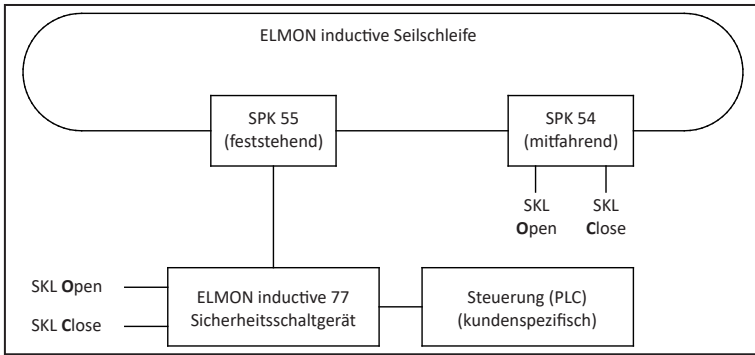 ELMON inductive Seilschleife
SPK 55
(feststehend)
SPK 54
(mitfahrend)
SKL
Open
SKL
Close
SKL Open
SKL Close
ELMON inductive 77
Sicherheitsschaltgerät
Steuerung (PLC)
(kundenspezifisch)